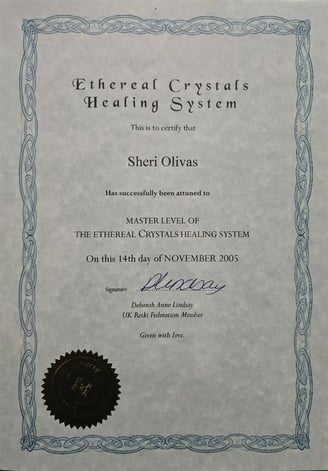 Ethereal Crystals
Healing System
This is to certify that
Sheri Olivas
Has successfully been attuned to
MASTER LEVEL OF
THE ETHEREAL CRYSTALS HEALING SYSTEM
On this 14th day of NOVEMBER 2005
Signature DLindsay
Deborah Anne Lindsay
UK Reiki Federation Member
Given with love.